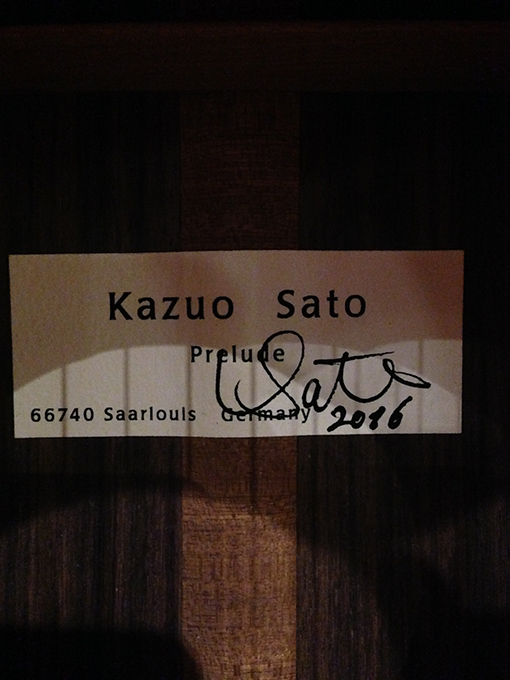 Kazuo Sato
Prelude
Sato
66740 Saarlouis Germany
2016